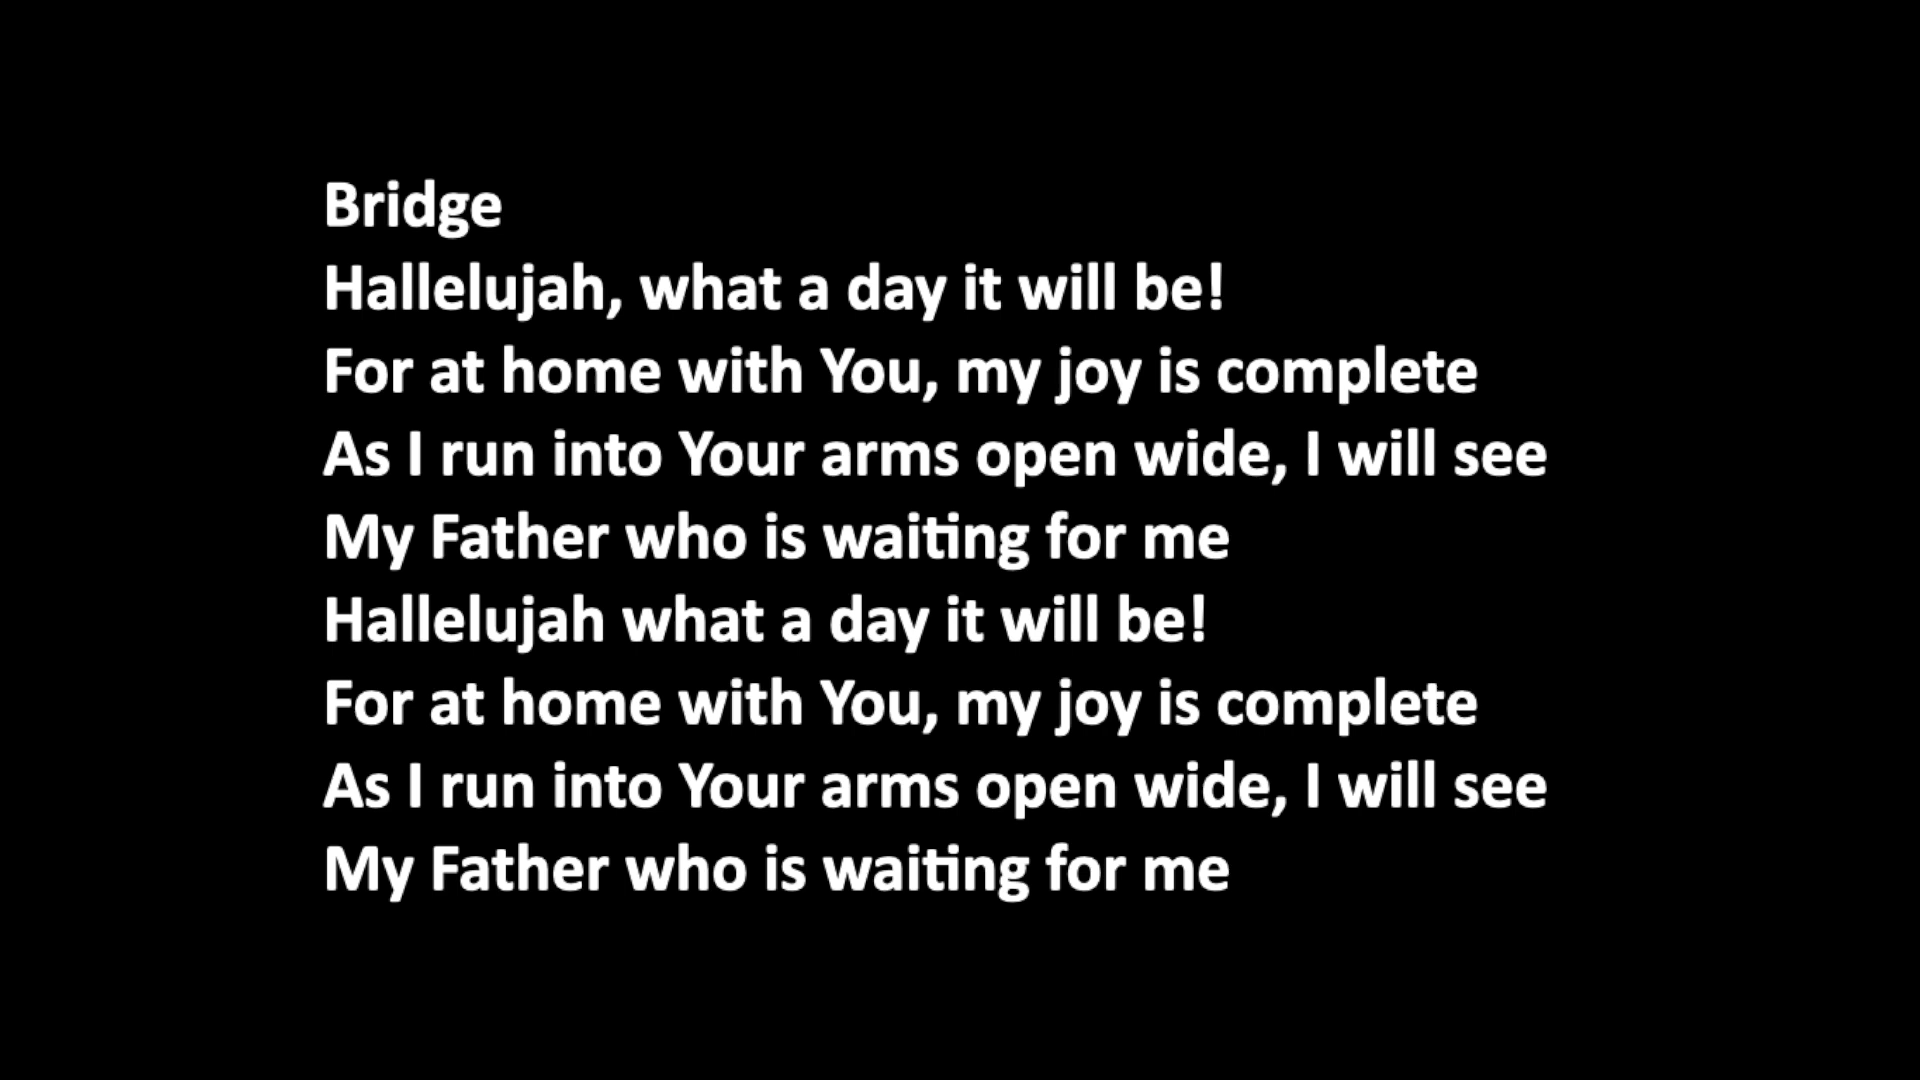 Bridge
Hallelujah, what a day it will be!
For at home with You, my joy is complete
As I run into Your arms open wide, I will see
My Father who is waiting for me
Hallelujah what a day it will be!
For at home with You, my joy is complete
As I run into Your arms open wide, I will see
My Father who is waiting for me